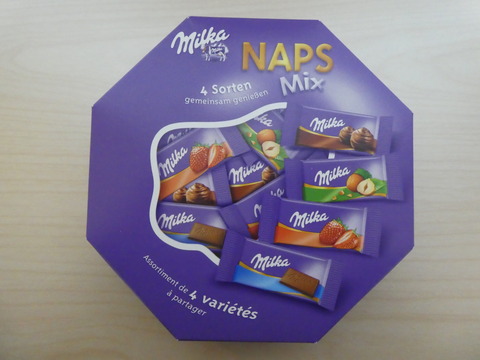 Milka
NAPS
Mix
4 Sorten
gemeinsam genießen
Milka
Milka
Milka
Milka
Milka
Milka
Milka
Assortiment de 4 variétés
à partager